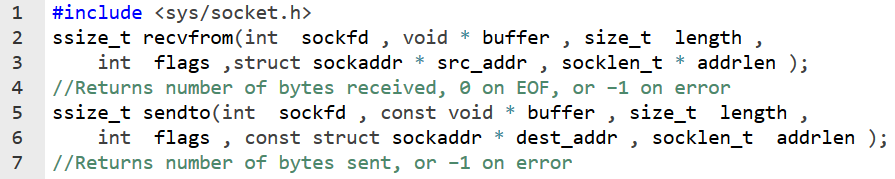 1 #include <sys/socket.h>
2 ssize_t recvfrom(int  sockfd , void * buffer , size_t  length ,
3     int  flags ,struct sockaddr * src_addr , socklen_t * addrlen );
4 //Returns number of bytes received, 0 on EOF, or –1 on error
5 ssize_t sendto(int  sockfd , const void * buffer , size_t  length ,
6     int  flags , const struct sockaddr * dest_addr , socklen_t  addrlen );
7 //Returns number of bytes sent, or –1 on error